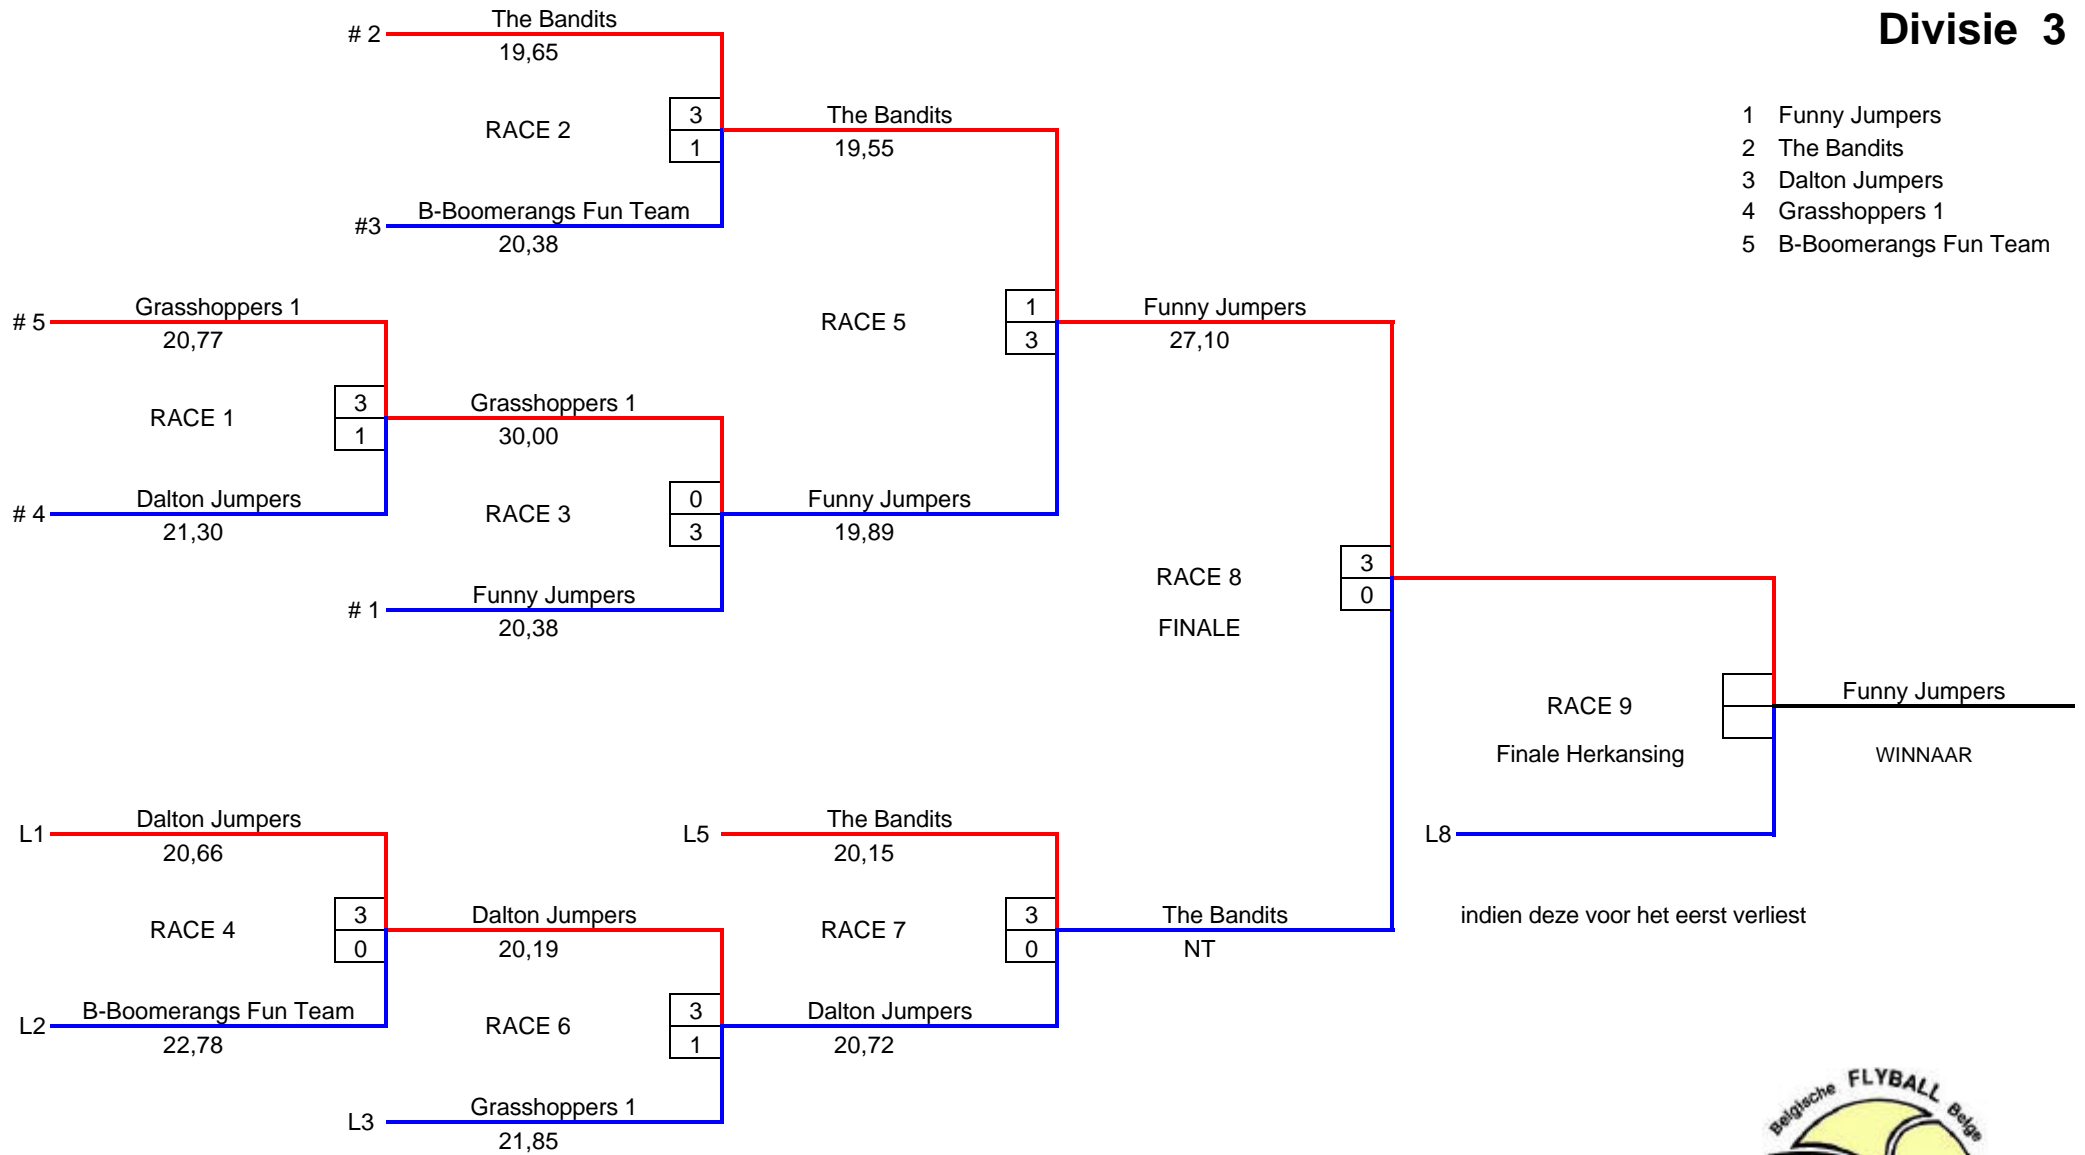 Divisie 3
1 Funny Jumpers
2 The Bandits
3 Dalton Jumpers
4 Grasshoppers 1
5 B-Boomerangs Fun Team
# 2 The Bandits
19,65
RACE 2
3
1
#3 B-Boomerangs Fun Team
20,38
# 5 Grasshoppers 1
20,77
RACE 1
3
1
# 4 Dalton Jumpers
21,30
Grasshoppers 1
30,00
RACE 3
0
3
# 1 Funny Jumpers
20,38
The Bandits
19,55
RACE 5
1
3
Funny Jumpers
19,89
Funny Jumpers
27,10
RACE 8
FINALE
3
0
L1 Dalton Jumpers
20,66
RACE 4
3
0
L2 B-Boomerangs Fun Team
22,78
Dalton Jumpers
20,19
RACE 6
3
1
L3 Grasshoppers 1
21,85
L5 The Bandits
20,15
RACE 7
3
0
Dalton Jumpers
20,72
The Bandits
NT
RACE 9
Finale Herkansing
L8
indien deze voor het eerst verliest
Funny Jumpers
WINNAAR
Belgische FLYBALL Belge